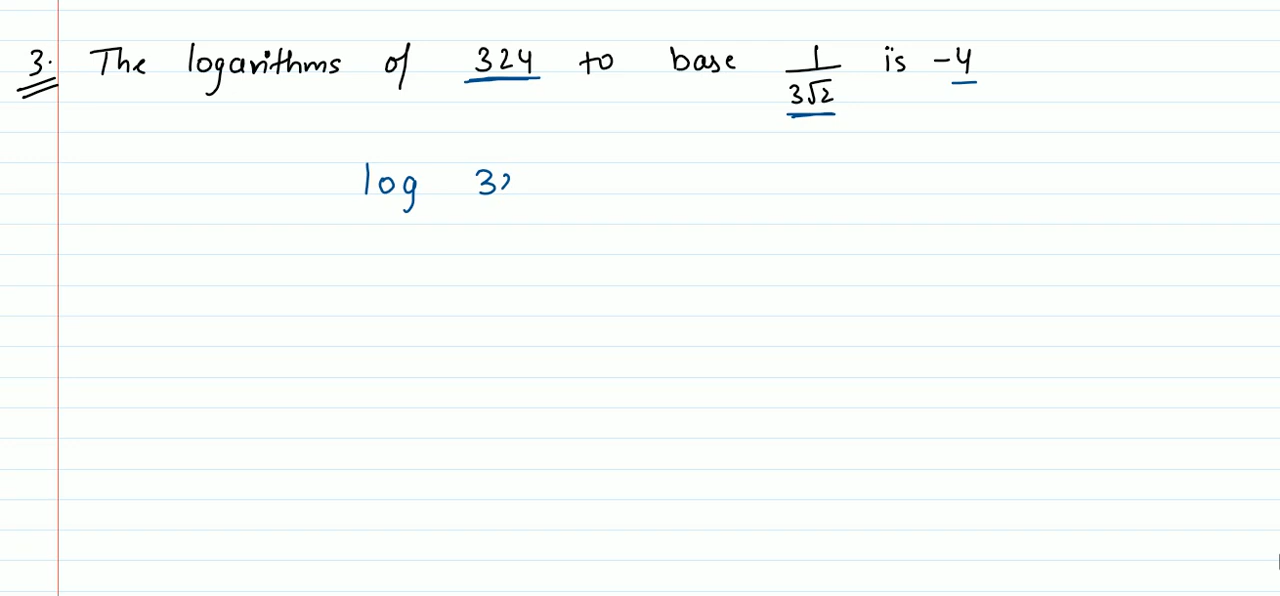 3. The logarithms of 324 to base 1/3√2 is -4
log 3